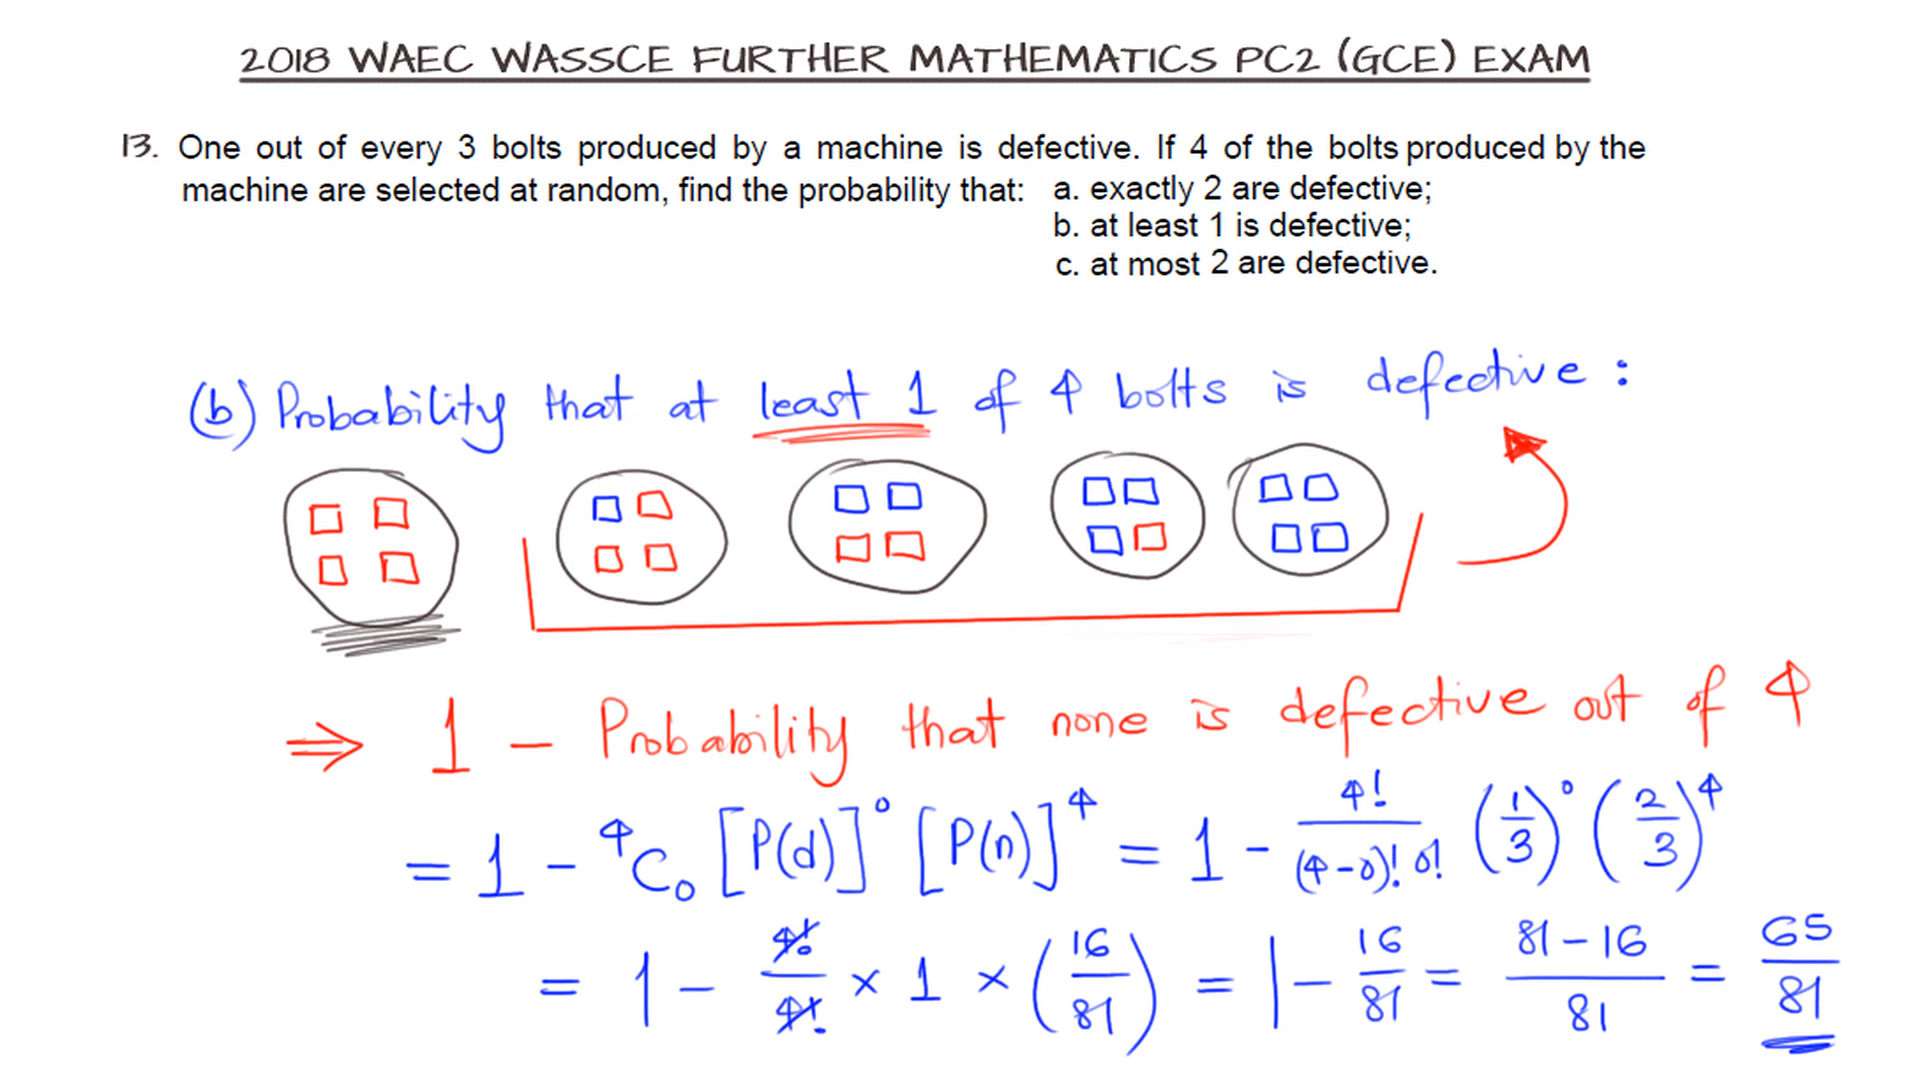 2018 WAEC WASSCE FURTHER MATHEMATICS PC2 (GCE) EXAM
13. One out of every 3 bolts produced by a machine is defective. If 4 of the bolts produced by the
machine are selected at random, find the probability that: a. exactly 2 are defective;
b. at least 1 is defective;
c. at most 2 are defective.
(b) Probability that at least 1 of 4 bolts is defective :
⇒ 1 – Probability that none is defective out of 4
= 1 - ⁴C₀ [P(d)]⁰ [P(n)]⁴ = 1 - 4!/((4-0)! 0!) (1/3)⁰ (2/3)⁴
= 1 - 4!/4! × 1 × (16/81) = 1 - 16/81 = (81-16)/81 = 65/81